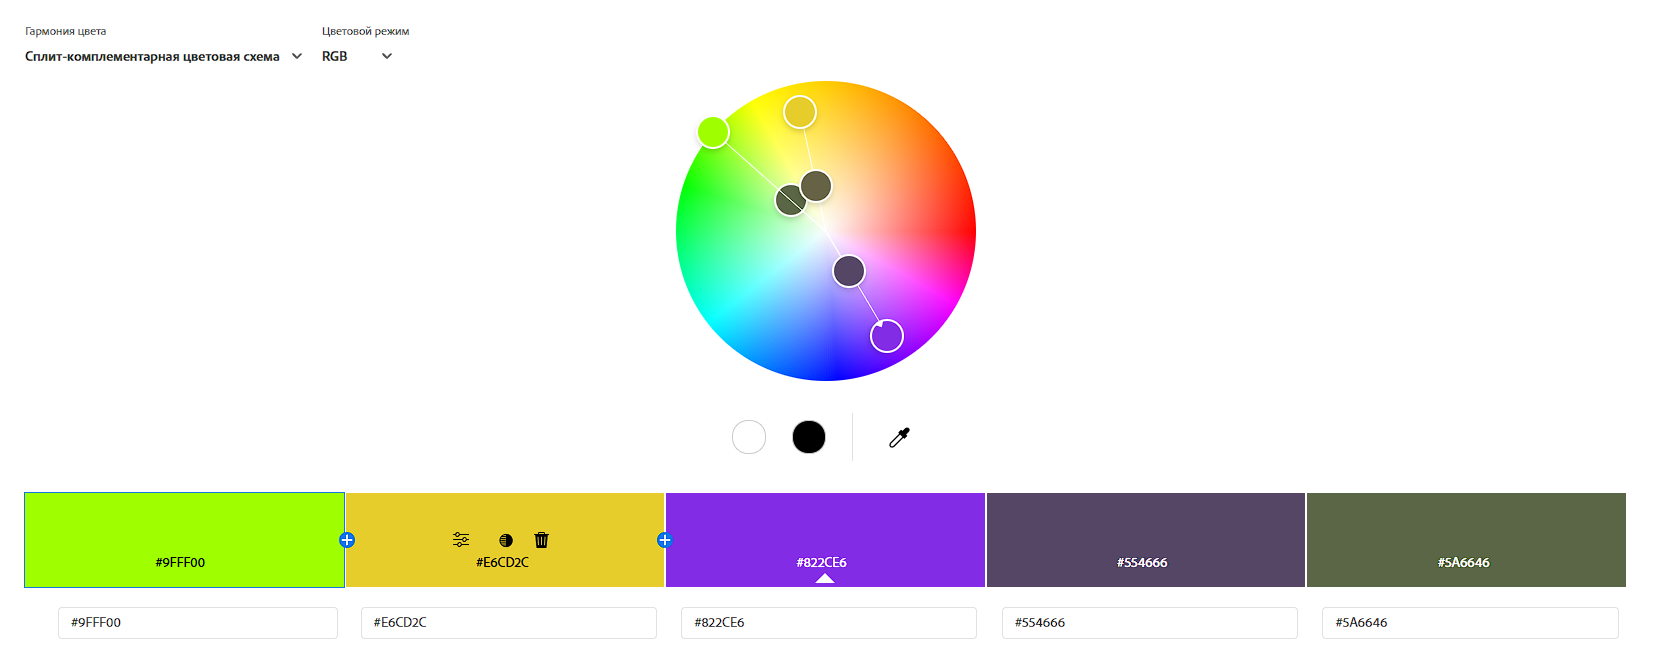 Гармония цвета
Цветовой режим
Сплит-комплементарная цветовая схема
RGB
#9FFF00
#E6CD2C
#822CE6
#554666
#5A6646
#9FFF00
#E6CD2C
#822CE6
#554666
#5A6646